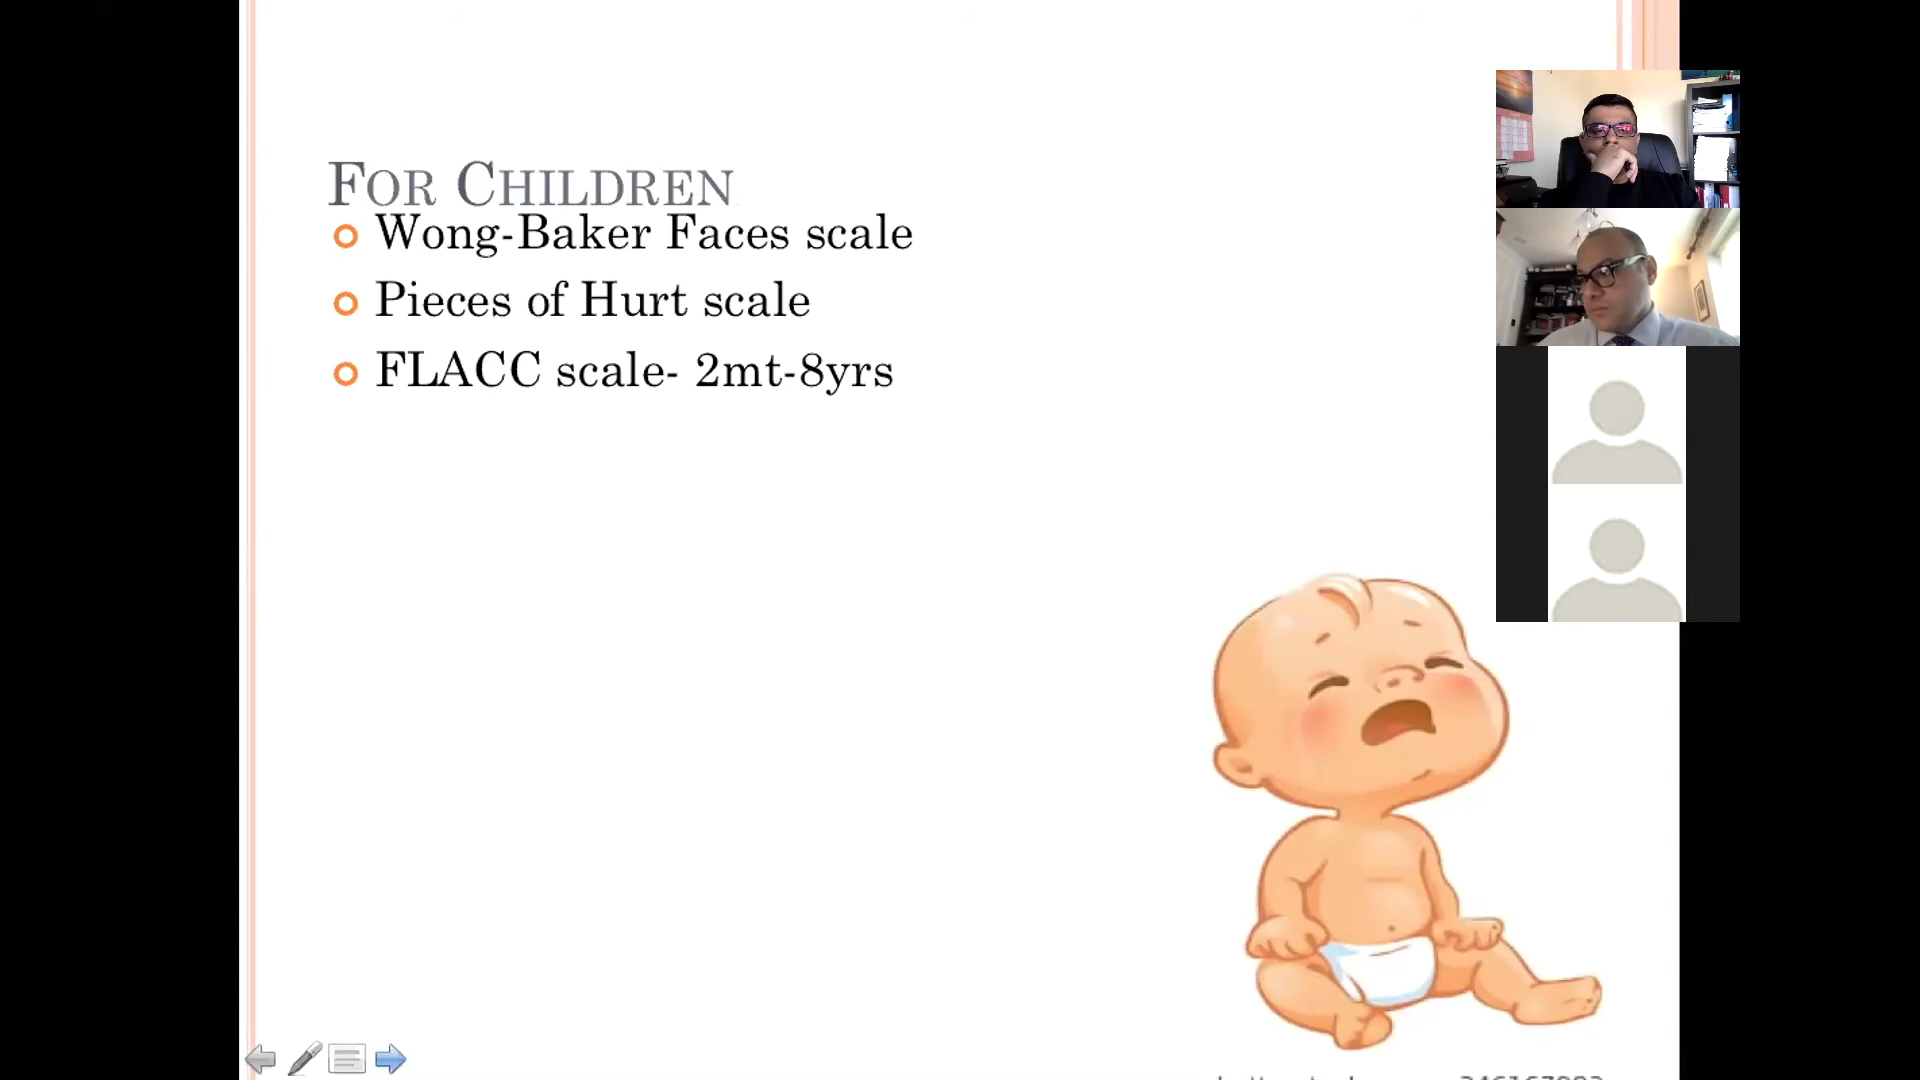 FOR CHILDREN
Wong-Baker Faces scale
Pieces of Hurt scale
FLACC scale- 2mt-8yrs